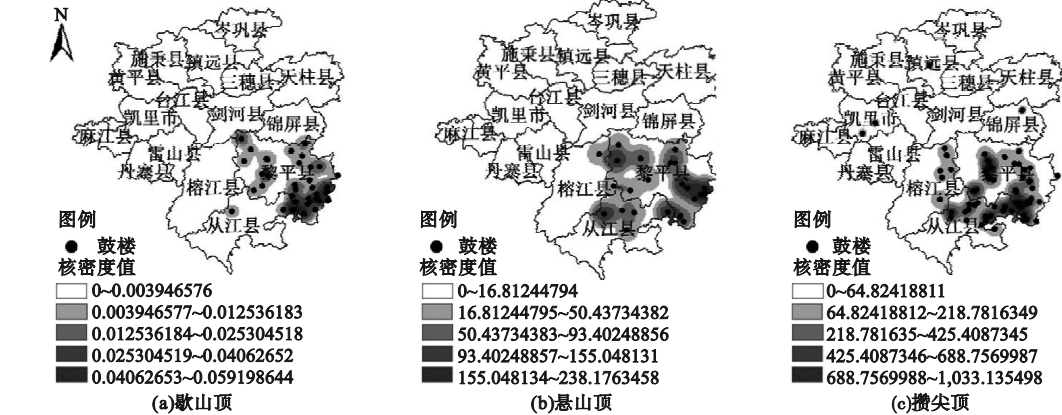 N
岑巩县
施秉县 镇远县
黄平县 三穗县 天柱县
台江县
凯里市 剑河县
麻江县 锦屏县
雷山县
丹寨县 黎平县
榕江县
从江县
图例
鼓楼
核密度值
0~0.003946576
0.003946577~0.012536183
0.012536184~0.025304518
0.025304519~0.04062652
0.04062653~0.059198644
(a)歇山顶
岑巩县
施秉县 镇远县
黄平县 三穗县 天柱县
台江县
凯里市 剑河县
麻江县 锦屏县
雷山县
丹寨县 黎平县
榕江县
从江县
图例
鼓楼
核密度值
0~16.81244794
16.81244795~50.43734382
50.43734383~93.40248856
93.40248857~155.048131
155.048134~238.1763458
(b)悬山顶
岑巩县
施秉县 镇远县
黄平县 三穗县 天柱县
台江县
凯里市 剑河县
麻江县 锦屏县
雷山县
丹寨县 黎平县
榕江县
从江县
图例
鼓楼
核密度值
0~64.82418811
64.82418812~218.7816349
218.781635~425.4087345
425.4087346~688.7569987
688.7569988~1,033.135498
(c)攒尖顶